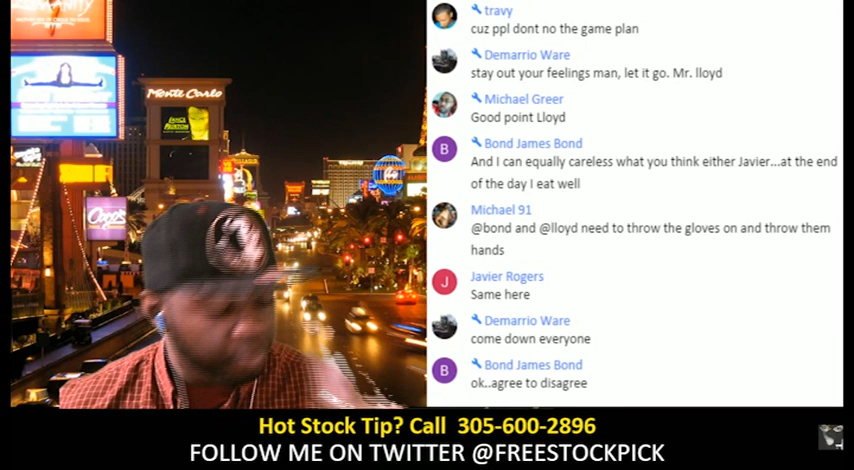 HUMANITY
Monte Carlo
LANCE
BURTON
Coco's
travy
cuz ppl dont no the game plan
Demarrio Ware
stay out your feelings man, let it go. Mr. lloyd
Michael Greer
Good point Lloyd
B
Bond James Bond
And I can equally careless what you think either Javier...at the end
of the day I eat well
Michael 91
@bond and @lloyd need to throw the gloves on and throw them
hands
J
Javier Rogers
Same here
Demarrio Ware
come down everyone
B
Bond James Bond
ok..agree to disagree
Hot Stock Tip? Call 305-600-2896
FOLLOW ME ON TWITTER @FREESTOCKPICK